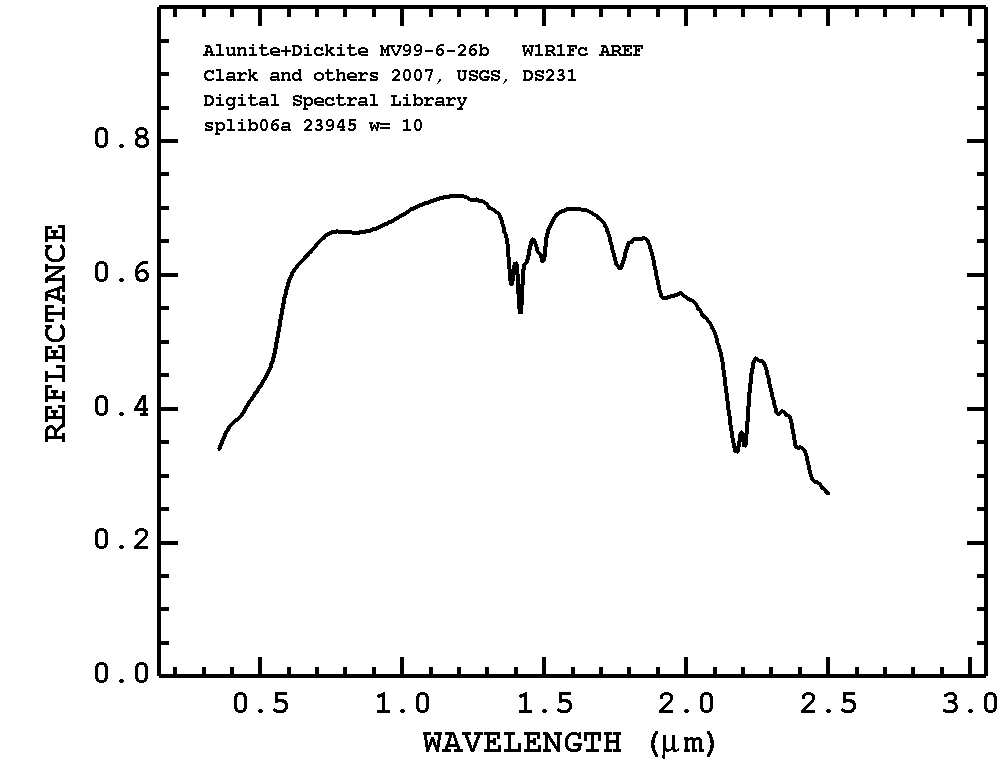 Alunite+Dickite MV99-6-26b W1R1Fc AREF
Clark and others 2007, USGS, DS231
Digital Spectral Library
splib06a 23945 w= 10
REFLECTANCE
0.8
0.6
0.4
0.2
0.0
0.5 1.0 1.5 2.0 2.5 3.0
WAVELENGTH (μm)